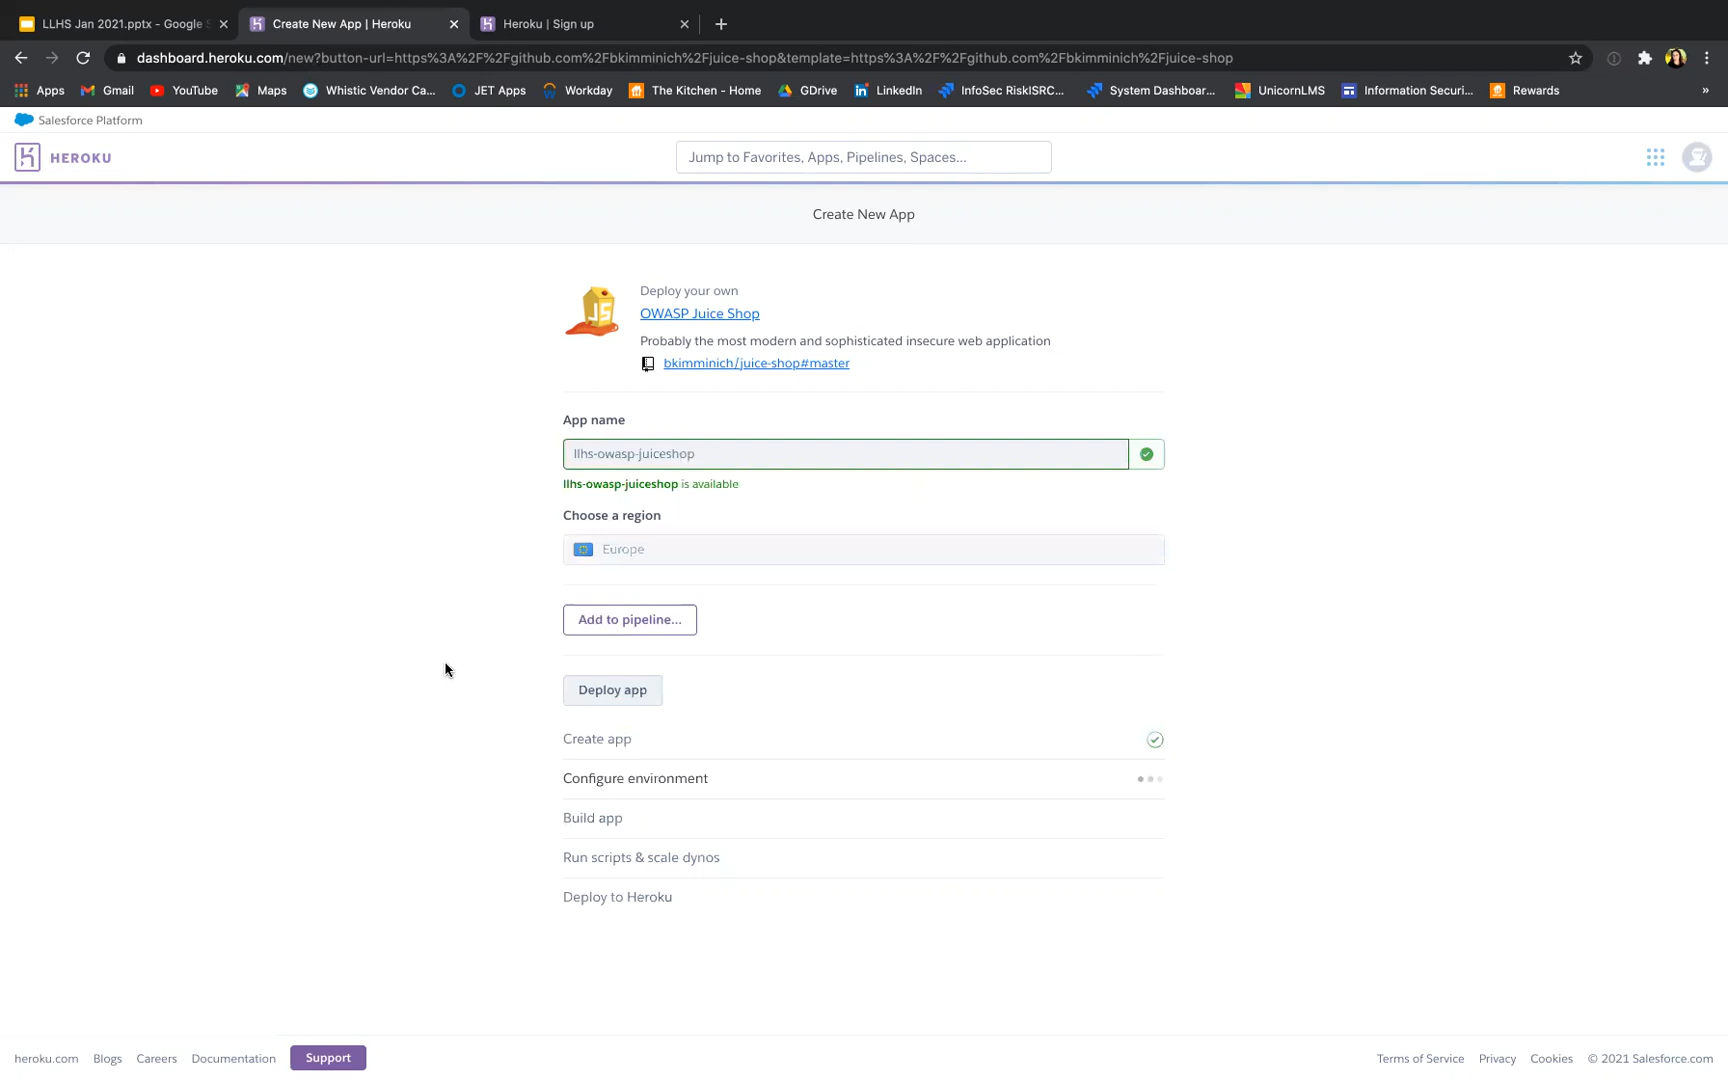 LLHS Jan 2021.pptx - Google S
Create New App | Heroku
Heroku | Sign up
dashboard.heroku.com/new?button-url=https%3A%2F%2Fgithub.com%2Fbkimminich%2Fjuice-shop&template=https%3A%2F%2Fgithub.com%2Fbkimminich%2Fjuice-shop
Apps Gmail YouTube Maps Whistic Vendor Ca... JET Apps Workday The Kitchen - Home GDrive LinkedIn InfoSec RiskISRC... System Dashboar... UnicornLMS Information Securi... Rewards »
Salesforce Platform
HEROKU
Jump to Favorites, Apps, Pipelines, Spaces...
Create New App
JS
Deploy your own
OWASP Juice Shop
Probably the most modern and sophisticated insecure web application
bkimminich/juice-shop#master
App name
llhs-owasp-juiceshop
llhs-owasp-juiceshop is available
Choose a region
Europe
Add to pipeline...
Deploy app
Create app
Configure environment
Build app
Run scripts & scale dynos
Deploy to Heroku
heroku.com Blogs Careers Documentation Support
Terms of Service Privacy Cookies © 2021 Salesforce.com